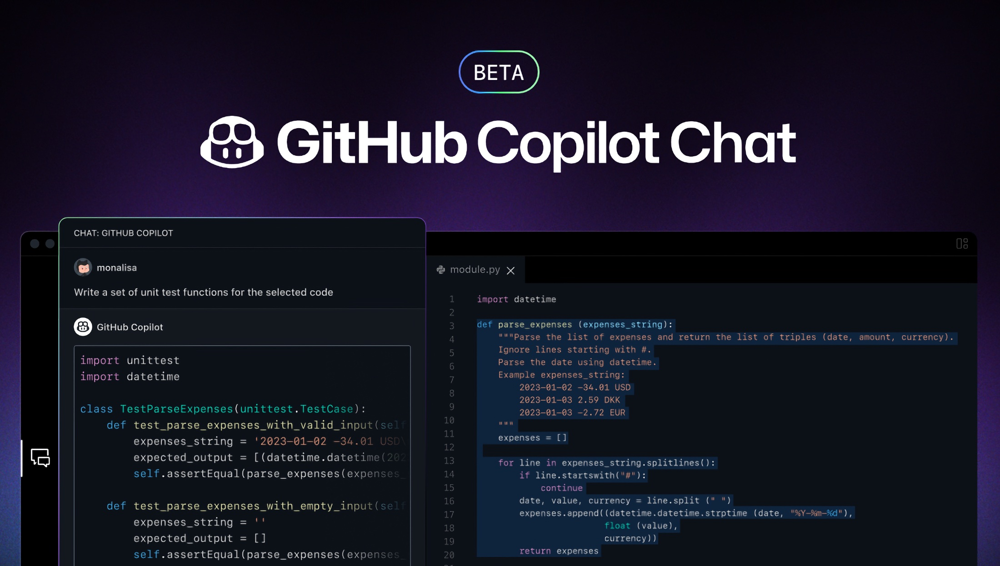 BETA
GitHub Copilot Chat
CHAT: GITHUB COPILOT
monalisa
Write a set of unit test functions for the selected code
GitHub Copilot
import unittest
import datetime
class TestParseExpenses(unittest.TestCase):
def test_parse_expenses_with_valid_input(self
expenses_string = '2023-01-02 -34.01 USD\
expected_output = [(datetime.datetime(202
self.assertEqual(parse_expenses(expenses_
def test_parse_expenses_with_empty_input(self
expenses_string = ''
expected_output = []
self.assertEqual(parse_expenses(expenses_
module.py
1 import datetime
2
3 def parse_expenses (expenses_string):
4 """Parse the list of expenses and return the list of triples (date, amount, currency).
5 Ignore lines starting with #.
6 Parse the date using datetime.
7 Example expenses_string:
8 2023-01-02 -34.01 USD
9 2023-01-03 2.59 DKK
10 2023-01-03 -2.72 EUR
11 """
12 expenses = []
13
14 for line in expenses_string.splitlines():
15 if line.startswith("#"):
16 continue
17 date, value, currency = line.split (" ")
18 expenses.append((datetime.datetime.strptime (date, "%Y-%m-%d"),
19 float (value),
20 currency))
return expenses